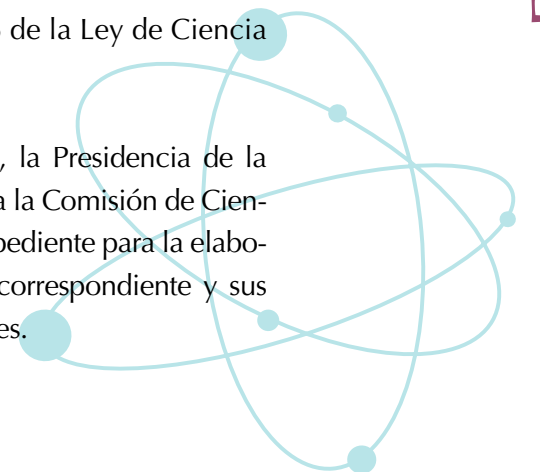 de la Ley de Ciencia
, la Presidencia de la
a la Comisión de Cien-
pediente para la elabo-
correspondiente y sus
es.